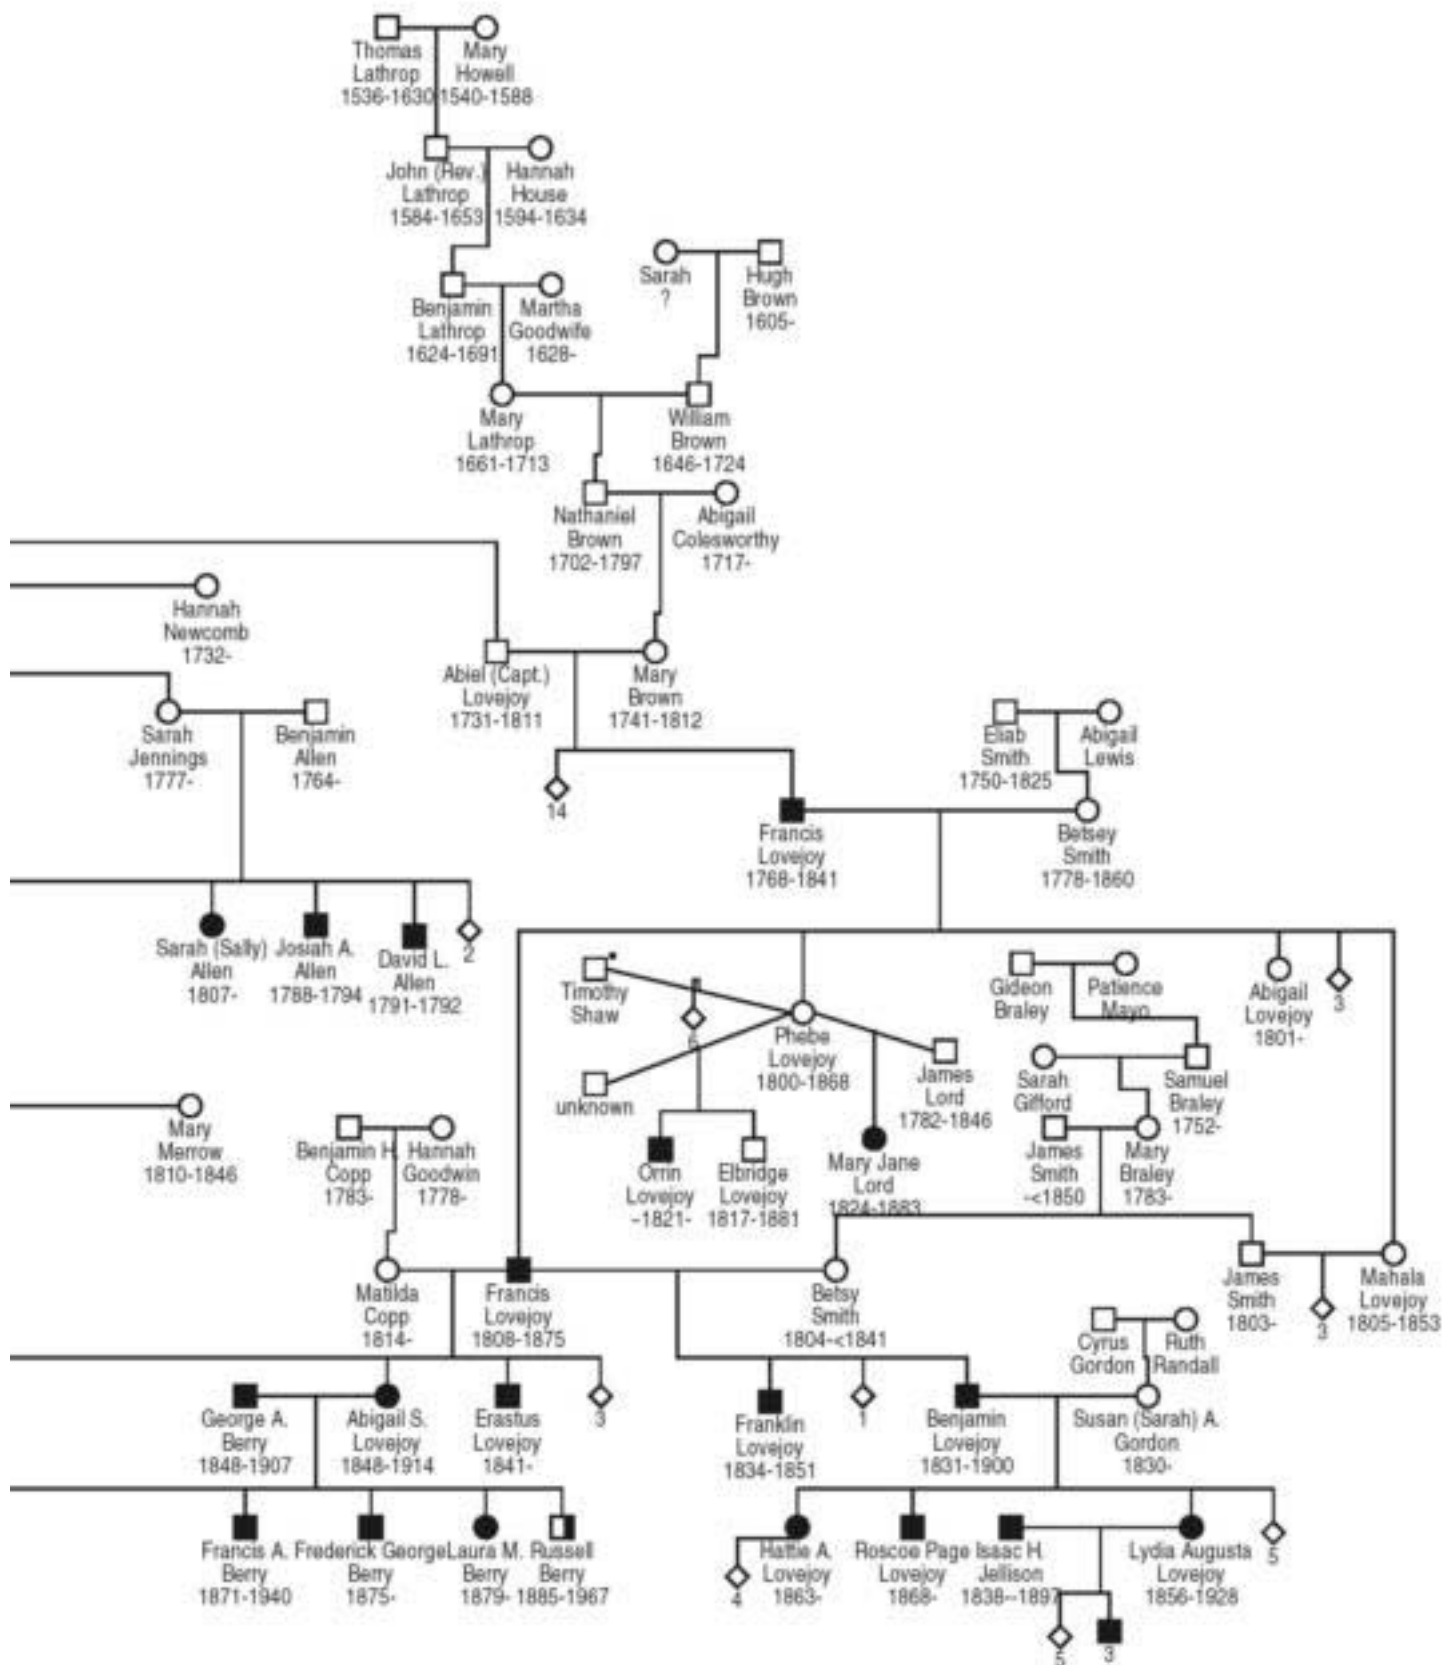 Thomas
Lathrop
1536-1630
Mary
Howell
1540-1588
John (Rev.)
Lathrop
1584-1653
Hannah
House
1594-1634
Sarah
?
Hugh
Brown
1605-
Benjamin
Lathrop
1624-1691
Martha
Goodwife
1628-
Mary
Lathrop
1661-1713
William
Brown
1646-1724
Nathaniel
Brown
1702-1797
Abigail
Colesworthy
1717-
Hannah
Newcomb
1732-
Abiel (Capt.)
Lovejoy
1731-1811
Mary
Brown
1741-1812
Sarah
Jennings
1777-
Benjamin
Allen
1764-
Eliab
Smith
1750-1825
Abigail
Lewis
14
Francis
Lovejoy
1768-1841
Betsey
Smith
1778-1860
Sarah (Sally)
Allen
1807-
Josiah A.
Allen
1788-1794
David L.
Allen
1791-1792
2
Timothy
Shaw
6
Phebe
Lovejoy
1800-1868
Gideon
Braley
Patience
Mayo
Abigail
Lovejoy
1801-
3
unknown
James
Lord
1782-1846
Sarah
Gifford
Samuel
Braley
1752-
Mary
Merrow
1810-1846
Benjamin H.
Copp
1783-
Hannah
Goodwin
1778-
Orrin
Lovejoy
~1821-
Elbridge
Lovejoy
1817-1881
Mary Jane
Lord
1824-1883
James
Smith
-<1850
Mary
Braley
1783-
Matilda
Copp
1814-
Francis
Lovejoy
1808-1875
Betsy
Smith
1804-<1841
James
Smith
1803-
3
Mahala
Lovejoy
1805-1853
Cyrus
Gordon
Ruth
Randall
George A.
Berry
1848-1907
Abigail S.
Lovejoy
1848-1914
Erastus
Lovejoy
1841-
3
Franklin
Lovejoy
1834-1851
1
Benjamin
Lovejoy
1831-1900
Susan (Sarah) A.
Gordon
1830-
Francis A.
Berry
1871-1940
Frederick George
Berry
1875-
Laura M.
Berry
1879-
Russell
Berry
1885-1967
4
Hattie A.
Lovejoy
1863-
Roscoe Page
Lovejoy
1868-
Isaac H.
Jellison
1838--1897
Lydia Augusta
Lovejoy
1856-1928
5
5
3